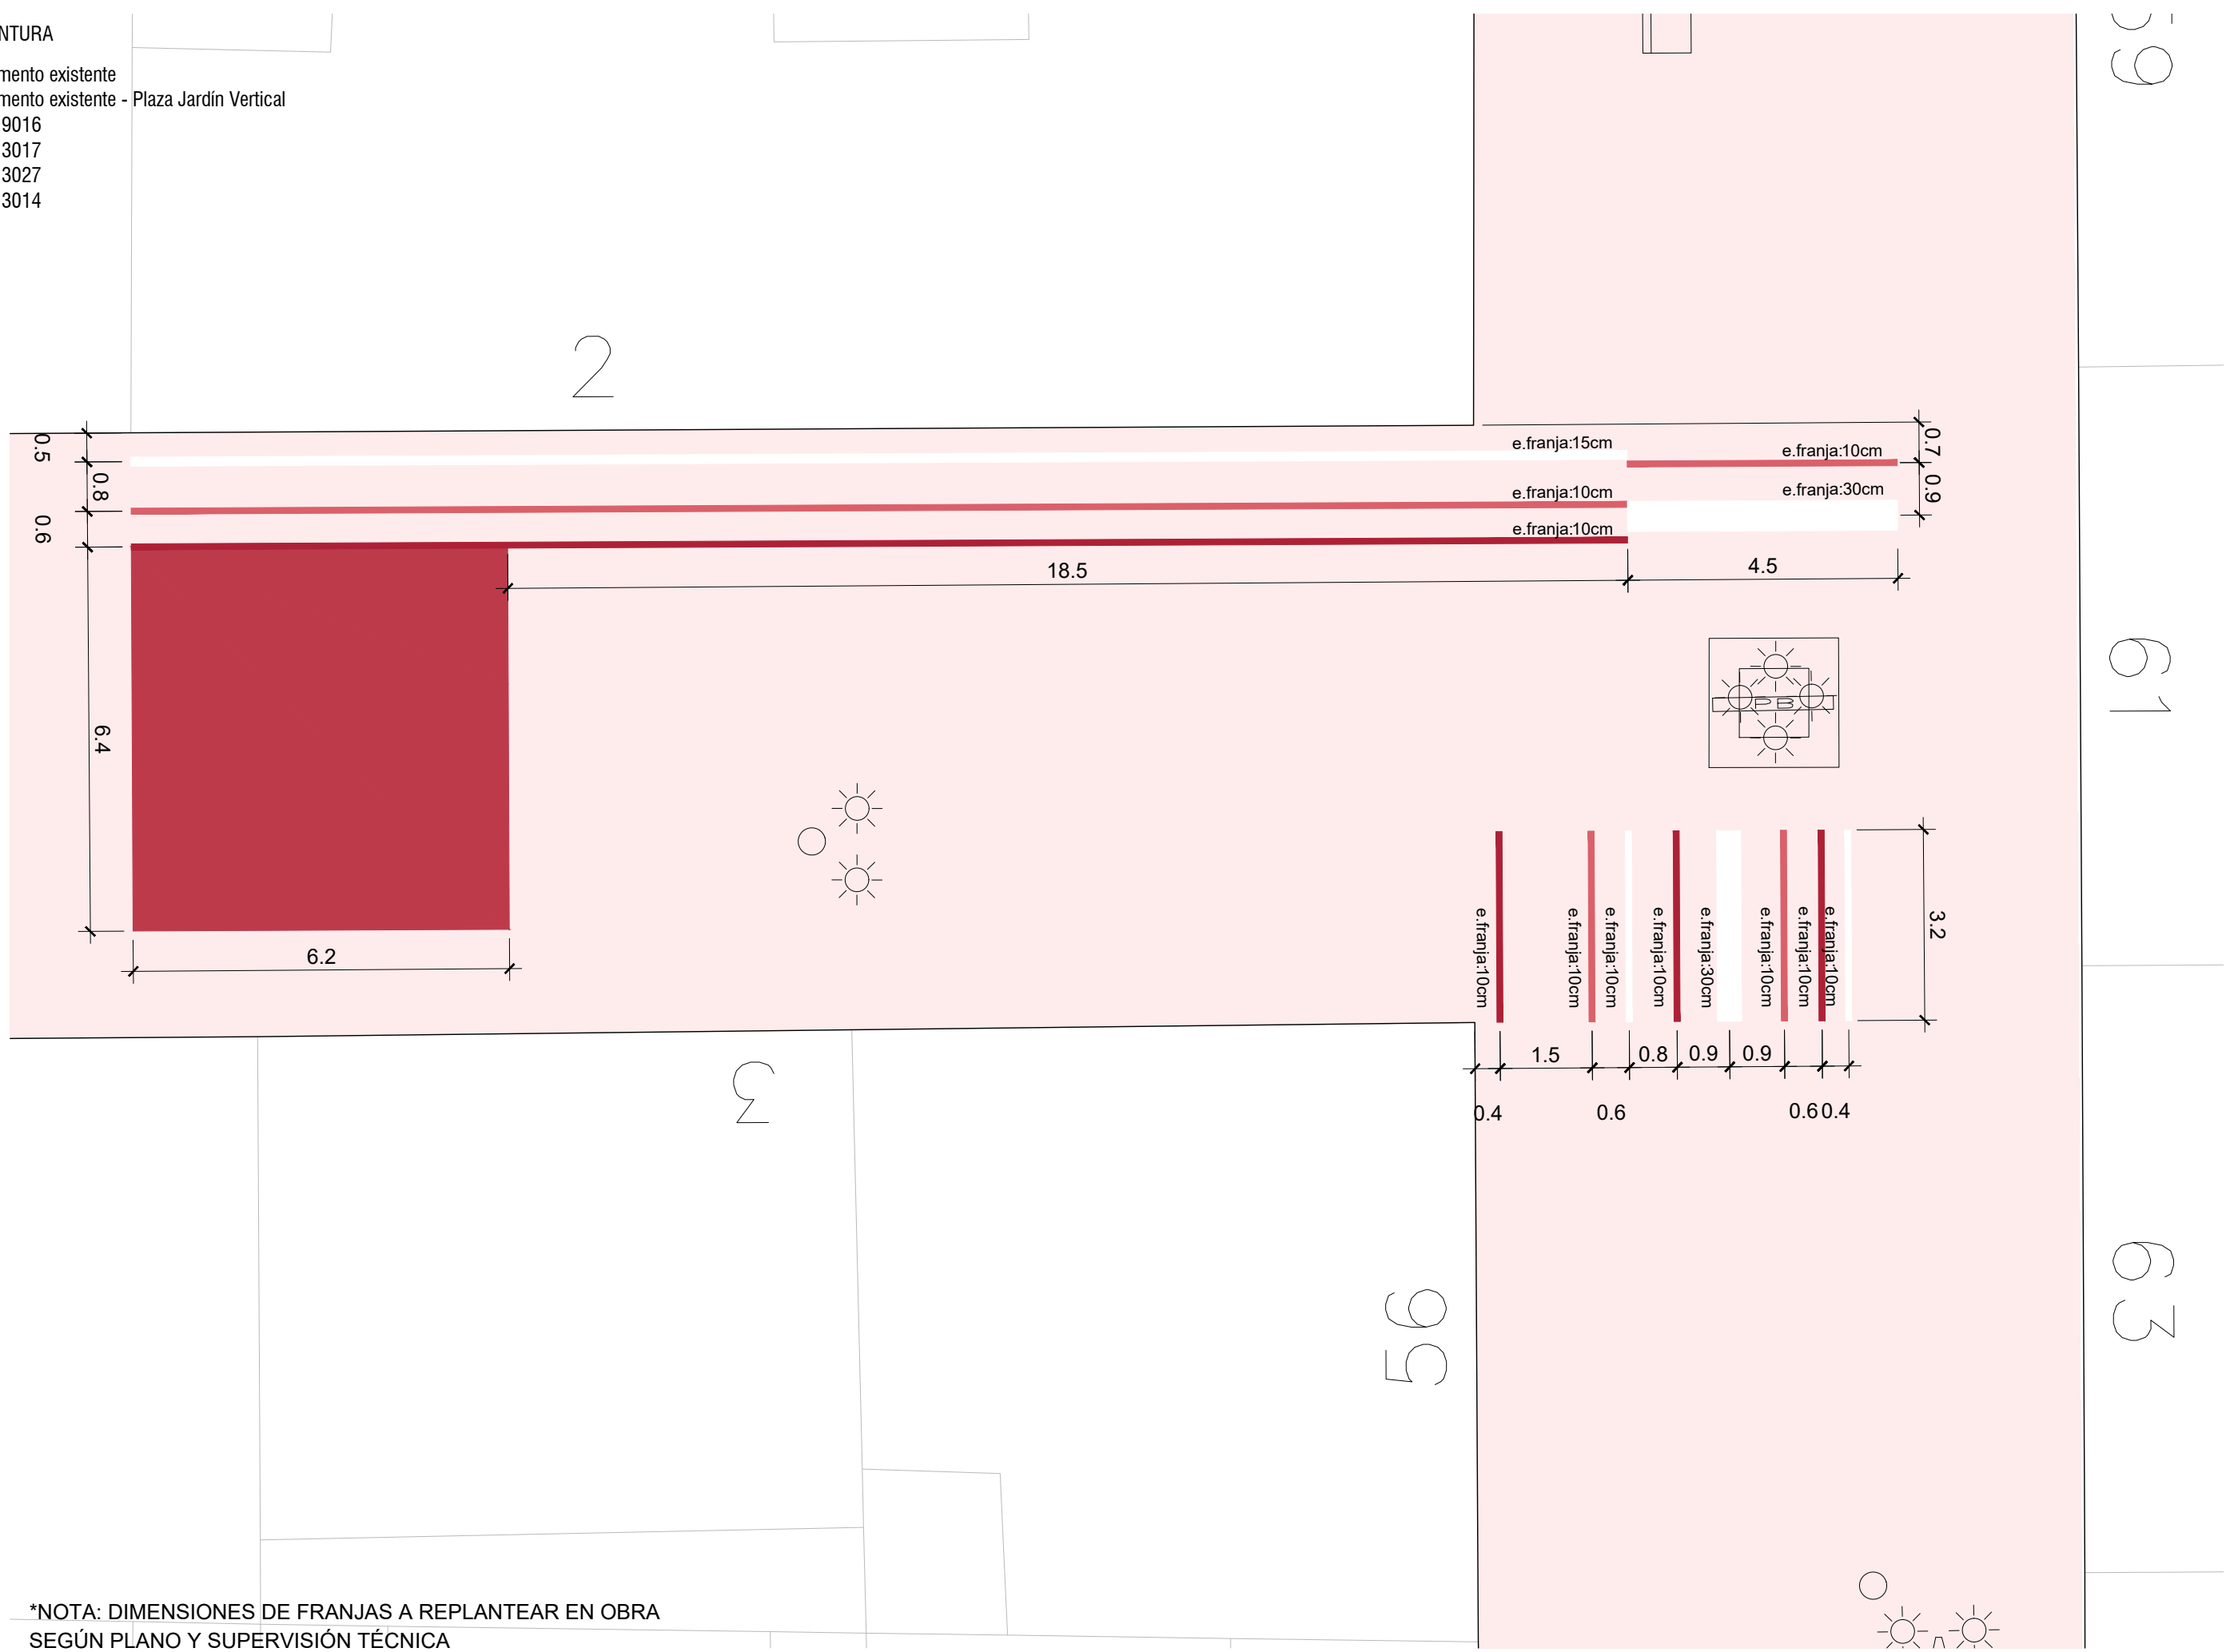 NTURA
mento existente
mento existente - Plaza Jardín Vertical
9016
3017
3027
3014
2
0.5
0.8
0.6
e.franja:15cm
e.franja:10cm
0.7
e.franja:10cm
e.franja:30cm
0.9
e.franja:10cm
18.5
4.5
6.4
6.2
PB
61
e.franja:10cm
e.franja:10cm
e.franja:10cm
e.franja:10cm
e.franja:30cm
e.franja:10cm
e.franja:10cm
e.franja:10cm
3.2
1.5
0.8
0.9
0.9
0.4
0.6
0.6
0.4
3
95
63
*NOTA: DIMENSIONES DE FRANJAS A REPLANTEAR EN OBRA
SEGÚN PLANO Y SUPERVISIÓN TÉCNICA